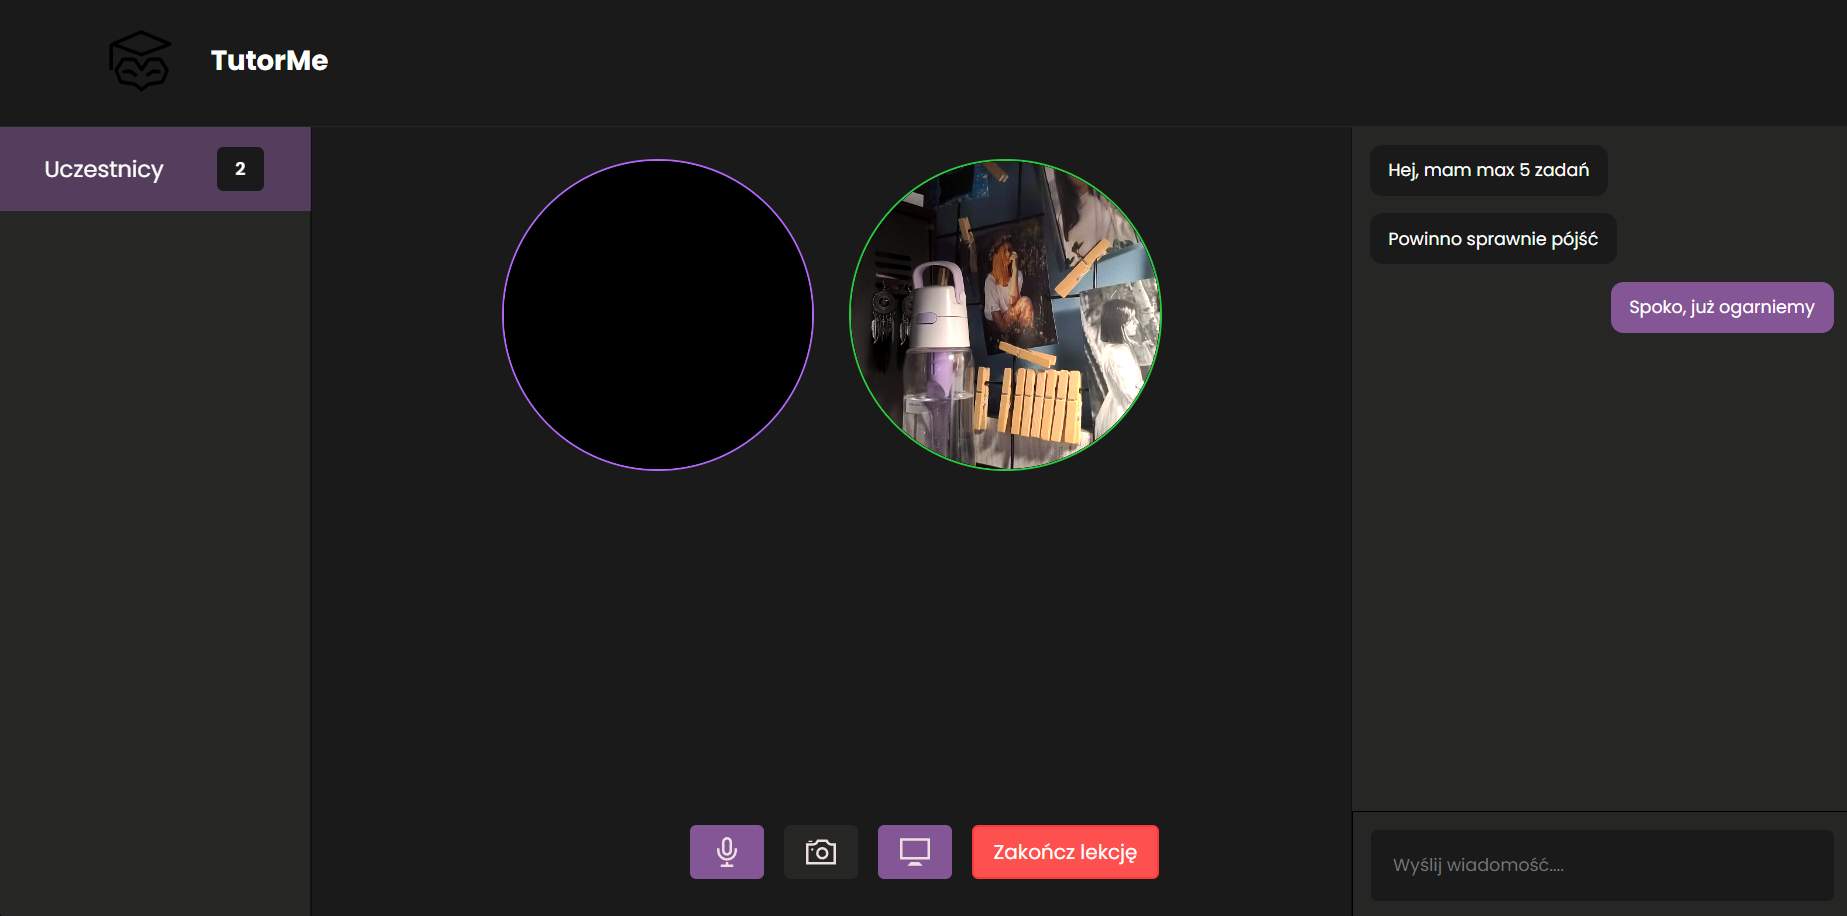 TutorMe
Uczestnicy 2
Hej, mam max 5 zadań
Powinno sprawnie pójść
Spoko, już ogarniemy
Zakończ lekcję
Wyślij wiadomość....